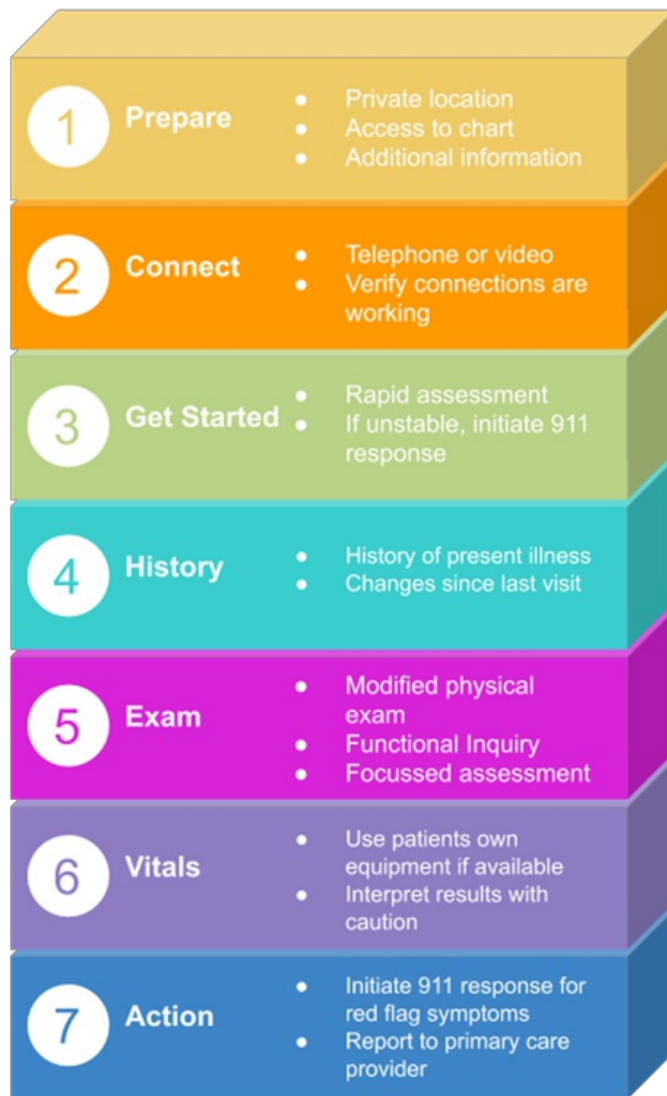 1
Prepare
● Private location
● Access to chart
● Additional information
2
Connect
● Telephone or video
● Verify connections are
working
3
Get Started
● Rapid assessment
● If unstable, initiate 911
response
4
History
● History of present illness
● Changes since last visit
5
Exam
● Modified physical
exam
● Functional Inquiry
● Focussed assessment
6
Vitals
● Use patients own
equipment if available
● Interpret results with
caution
7
Action
● Initiate 911 response for
red flag symptoms
● Report to primary care
provider